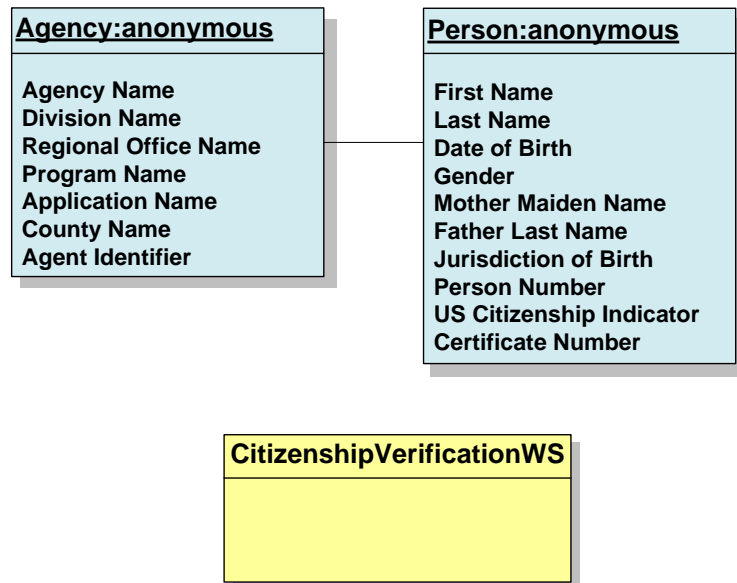 Agency:anonymous
Agency Name
Division Name
Regional Office Name
Program Name
Application Name
County Name
Agent Identifier
Person:anonymous
First Name
Last Name
Date of Birth
Gender
Mother Maiden Name
Father Last Name
Jurisdiction of Birth
Person Number
US Citizenship Indicator
Certificate Number
CitizenshipVerificationWS